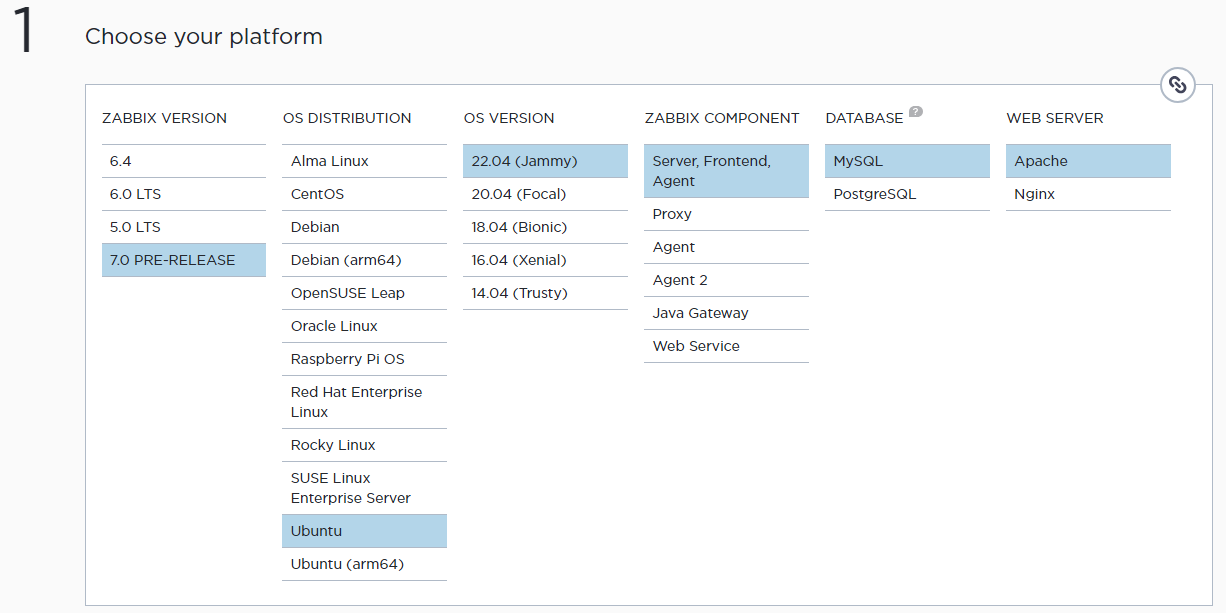 1
Choose your platform
ZABBIX VERSION
6.4
6.0 LTS
5.0 LTS
7.0 PRE-RELEASE
OS DISTRIBUTION
Alma Linux
CentOS
Debian
Debian (arm64)
OpenSUSE Leap
Oracle Linux
Raspberry Pi OS
Red Hat Enterprise
Linux
Rocky Linux
SUSE Linux
Enterprise Server
Ubuntu
Ubuntu (arm64)
OS VERSION
22.04 (Jammy)
20.04 (Focal)
18.04 (Bionic)
16.04 (Xenial)
14.04 (Trusty)
ZABBIX COMPONENT
Server, Frontend,
Agent
Proxy
Agent
Agent 2
Java Gateway
Web Service
DATABASE ?
MySQL
PostgreSQL
WEB SERVER
Apache
Nginx